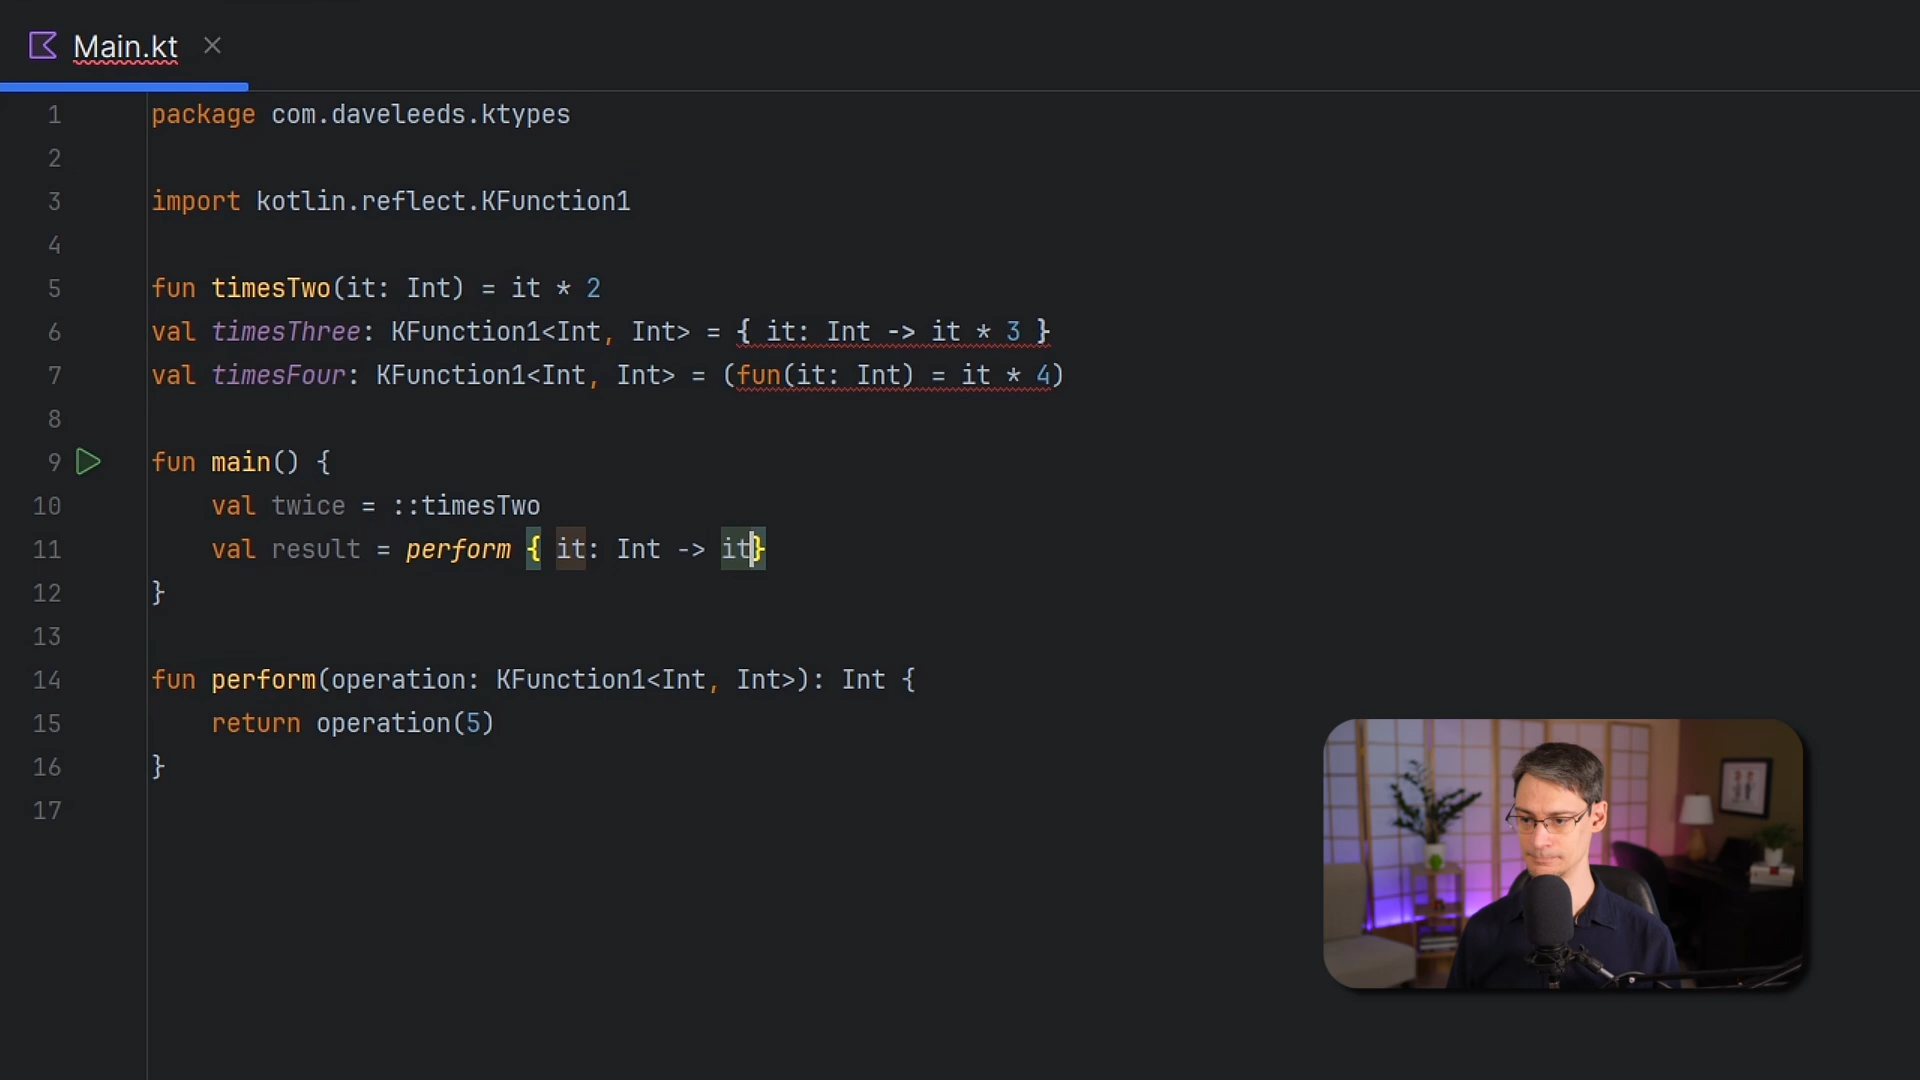 Main.kt
1 package com.daveleeds.ktypes
2
3 import kotlin.reflect.KFunction1
4
5 fun timesTwo(it: Int) = it * 2
6 val timesThree: KFunction1<Int, Int> = { it: Int -> it * 3 }
7 val timesFour: KFunction1<Int, Int> = (fun(it: Int) = it * 4)
8
9 fun main() {
10     val twice = ::timesTwo
11     val result = perform { it: Int -> it}
12 }
13
14 fun perform(operation: KFunction1<Int, Int>): Int {
15     return operation(5)
16 }
17